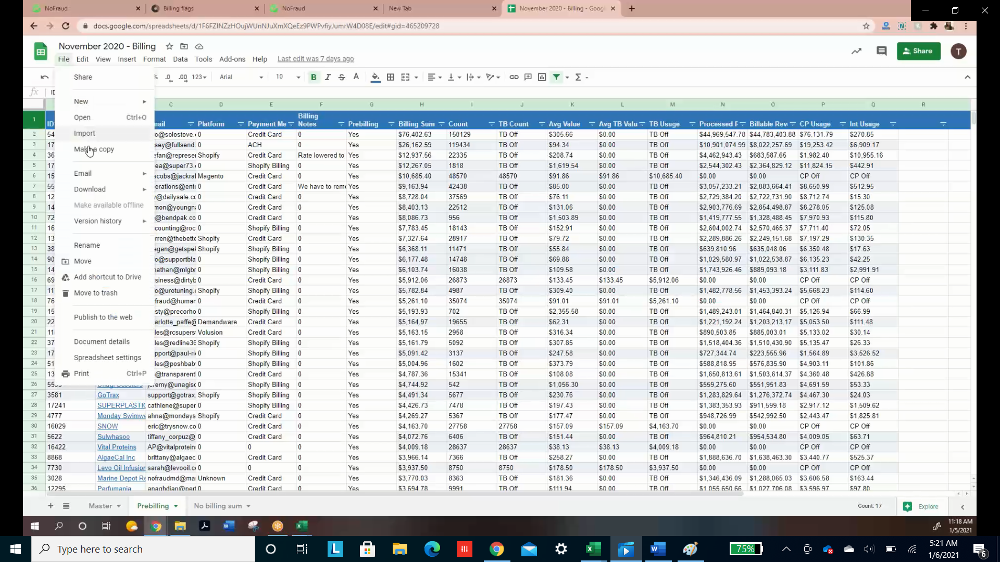 NoFraud
Billing flags
NoFraud
New Tab
November 2020 - Billing - Goog
docs.google.com/spreadsheets/d/1F6FZINZzHOujWUnNJuXmXQeEz9PWPvfiyJumrW4D08E/edit#gid=465209728
November 2020 - Billing
File Edit View Insert Format Data Tools Add-ons Help Last edit was 7 days ago
Share
T
% .0 .00 123 Arial 10 B I S A
fx ID
Share
New
Open Ctrl+O
Import
Make a copy
Email
Download
Make available offline
Version history
Rename
Move
Add shortcut to Drive
Move to trash
Publish to the web
Document details
Spreadsheet settings
Print Ctrl+P
C D E F G H I J K L M N O P Q R
1 ID mail Platform Payment Me Billing Notes Prebilling Billing Sum Count TB Count Avg Value Avg TB Valu TB Usage Processed F Billable Rev CP Usage Int Usage
2 54 fo@solostove. 0 Credit Card 0 Yes $76,402.63 150129 TB Off $305.66 $0.00 TB Off $44,969,547.78 $44,783,403.88 $76,131.79 $270.85
3 17 sey@fullsend. 0 ACH 0 Yes $26,162.59 119434 TB Off $94.34 $0.00 TB Off $10,901,074.99 $8,022,257.69 $19,253.42 $6,909.17
4 36 efan@represer Shopify Credit Card Rate lowered to Yes $12,937.56 22335 TB Off $208.74 $0.00 TB Off $4,462,943.43 $683,587.65 $1,982.40 $10,955.16
5 17 ea@super73. 0 Shopify Billing 0 Yes $12,267.05 1818 TB Off $1,619.54 $0.00 TB Off $2,544,302.43 $2,364,829.12 $11,824.15 $442.91
6 13 acobs@jackral Magento Credit Card 0 Yes $10,685.40 48570 48570 $91.86 $91.86 $10,685.40 $0.00 $0.00 CP Off CP Off
7 55 erations@ente 0 Credit Card We have to remo Yes $9,163.94 42438 TB Off $85.00 $0.00 TB Off $3,057,233.21 $2,883,664.41 $8,650.99 $512.95
8 12 y@dailysale.cc 0 Credit Card 0 Yes $8,728.04 37569 TB Off $76.11 $0.00 TB Off $2,729,384.20 $2,722,731.90 $8,712.74 $15.30
9 14 mon@youngn 0 Credit Card 0 Yes $8,403.13 22512 TB Off $131.06 $0.00 TB Off $2,903,776.69 $2,854,498.87 $8,278.05 $125.08
10 72 @bendpak.co 0 Credit Card 0 Yes $8,086.73 956 TB Off $1,503.89 $0.00 TB Off $1,419,777.55 $1,328,488.45 $7,970.93 $115.80
11 16 counting@roc 0 Shopify Billing 0 Yes $7,783.45 18143 TB Off $152.91 $0.00 TB Off $2,604,002.74 $2,570,465.37 $7,711.40 $72.05
12 13 rren@thebette Shopify Credit Card 0 Yes $7,327.64 28917 TB Off $79.72 $0.00 TB Off $2,289,886.26 $2,249,151.68 $7,197.29 $130.35
13 38 egan@getspel Shopify Shopify Billing 0 Yes $6,368.11 11471 TB Off $55.84 $0.00 TB Off $639,810.96 $635,048.06 $6,350.48 $17.63
14 90 o@supportbla 0 Shopify Billing 0 Yes $6,177.48 14748 TB Off $69.88 $0.00 TB Off $1,029,580.97 $1,022,538.87 $6,135.23 $42.25
15 14 nathan@mlgbr 0 Shopify Billing 0 Yes $6,103.74 16038 TB Off $109.58 $0.00 TB Off $1,743,926.46 $889,093.18 $3,111.83 $2,991.91
16 69 siness@dirtyb 0 Credit Card 0 Yes $5,912.06 26873 26873 $133.45 $133.45 $5,912.06 $0.00 $0.00 CP Off CP Off
17 11 fo@urotuning. Shopify Shopify Billing 0 Yes $5,782.84 4987 TB Off $309.40 $0.00 TB Off $1,482,778.56 $1,453,393.24 $5,668.23 $114.60
18 76 fraud@human 0 Credit Card 0 Yes $5,261.10 35074 35074 $91.01 $91.01 $5,261.10 $0.00 $0.00 CP Off CP Off
19 15 sty@precorho 0 Shopify Billing 0 Yes $5,193.93 702 TB Off $2,355.58 $0.00 TB Off $1,489,243.01 $1,464,840.31 $5,126.94 $66.99
20 22 arlotte_paffe@ Demandware Credit Card 0 Yes $5,164.97 19655 TB Off $62.31 $0.00 TB Off $1,221,192.24 $1,203,213.17 $5,053.50 $111.48
21 11 les@rcsupers Volusion Credit Card 0 Yes $5,163.15 2958 TB Off $316.34 $0.00 TB Off $890,503.85 $885,003.01 $5,133.02 $30.14
22 37 les@redline36 Shopify Shopify Billing 0 Yes $5,161.79 5092 TB Off $307.85 $0.00 TB Off $1,518,404.36 $1,510,430.90 $5,135.47 $26.33
23 17 pport@paul-ri 0 Shopify Billing 0 Yes $5,091.42 3137 TB Off $247.58 $0.00 TB Off $727,344.74 $223,555.96 $1,564.89 $3,526.52
24 51 les@poshbab 0 Shopify Billing 0 Yes $5,004.96 1602 TB Off $373.79 $0.00 TB Off $588,818.95 $576,835.90 $4,903.11 $101.86
25 13 @transparent 0 Credit Card 0 Yes $4,787.36 15341 TB Off $108.08 $0.00 TB Off $1,650,813.61 $1,503,614.37 $4,360.48 $426.88
26 5539 Unagi Scooters jeremy@unagisc 0 Shopify Billing 0 Yes $4,744.92 542 TB Off $1,056.30 $0.00 TB Off $559,275.60 $551,951.83 $4,691.59 $53.33
27 3581 GoTrax support@gotrax. Shopify Shopify Billing 0 Yes $4,491.34 5677 TB Off $230.76 $0.00 TB Off $1,283,829.64 $1,276,372.74 $4,467.30 $24.03
28 17241 SUPERPLASTIC cathlene@super 0 Shopify Billing 0 Yes $4,426.73 7478 TB Off $197.43 $0.00 TB Off $1,383,353.93 $911,599.18 $2,917.12 $1,509.62
29 4777 Monday Swimwe ahna@mondays Shopify Credit Card 0 Yes $4,269.27 5367 TB Off $177.47 $0.00 TB Off $948,726.99 $542,992.50 $2,443.47 $1,825.81
30 16029 SNOW eric@trysnow.co 0 Credit Card 0 Yes $4,163.70 27758 27758 $157.09 $157.09 $4,163.70 $0.00 $0.00 CP Off CP Off
31 5622 Sulwhasoo tiffany_corpuz@ 0 Credit Card 0 Yes $4,072.76 6406 TB Off $151.44 $0.00 TB Off $964,810.21 $954,534.80 $4,009.05 $63.71
32 16422 Vital Proteins AP@vitalprotein 0 0 0 Yes $4,009.18 28637 28637 $38.13 $38.13 $4,009.18 $0.00 $0.00 CP Off CP Off
33 8868 AlgaeCal Inc brittany@algaec 0 Credit Card 0 Yes $3,966.14 7366 TB Off $258.27 $0.00 TB Off $1,888,636.70 $1,638,463.30 $3,440.77 $525.37
34 7730 Levo Oil Infusior sarah@levooil.c 0 0 0 Yes $3,937.50 8750 8750 $178.50 $178.50 $3,937.50 $0.00 $0.00 CP Off CP Off
35 3028 Marine Depot Re nofraudmd@ma Unknown Credit Card 0 Yes $3,770.03 8363 TB Off $181.36 $0.00 TB Off $1,346,436.09 $1,288,065.03 $3,606.58 $163.44
36 12295 Perfumania anaghdian@perf 0 Credit Card 0 Yes $3,694.78 9991 TB Off $111.94 $0.00 TB Off $1,055,650.66 $1,027,706.08 $3,596.97 $97.80
Master Prebilling No billing sum Count: 17 Explore
11:18 AM
1/5/2021
Type here to search
75%
5:21 AM
1/6/2021
6